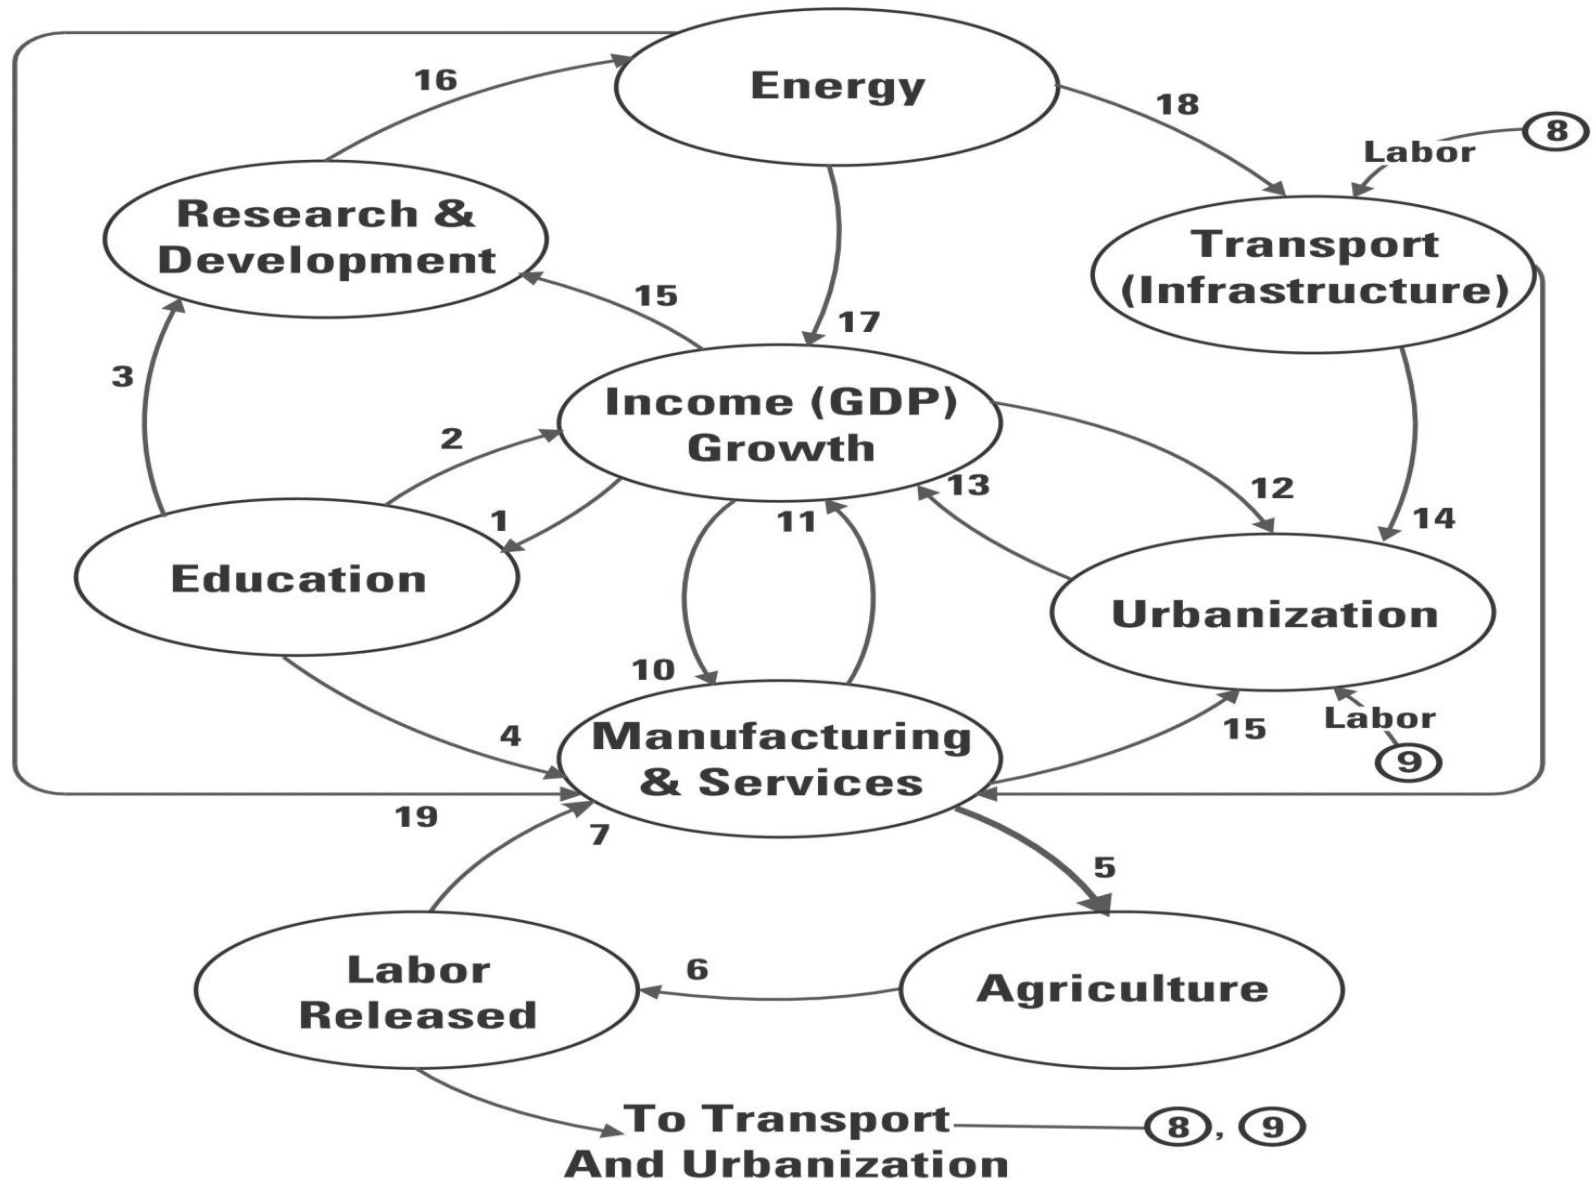 Energy
16
18
8
Labor
Research &
Development
Transport
(Infrastructure)
15
17
3
Income (GDP)
Growth
2
13
12
14
1
11
Education
Urbanization
10
4
Manufacturing
& Services
15
Labor
9
19
7
5
Labor
Released
6
Agriculture
To Transport
And Urbanization
8, 9